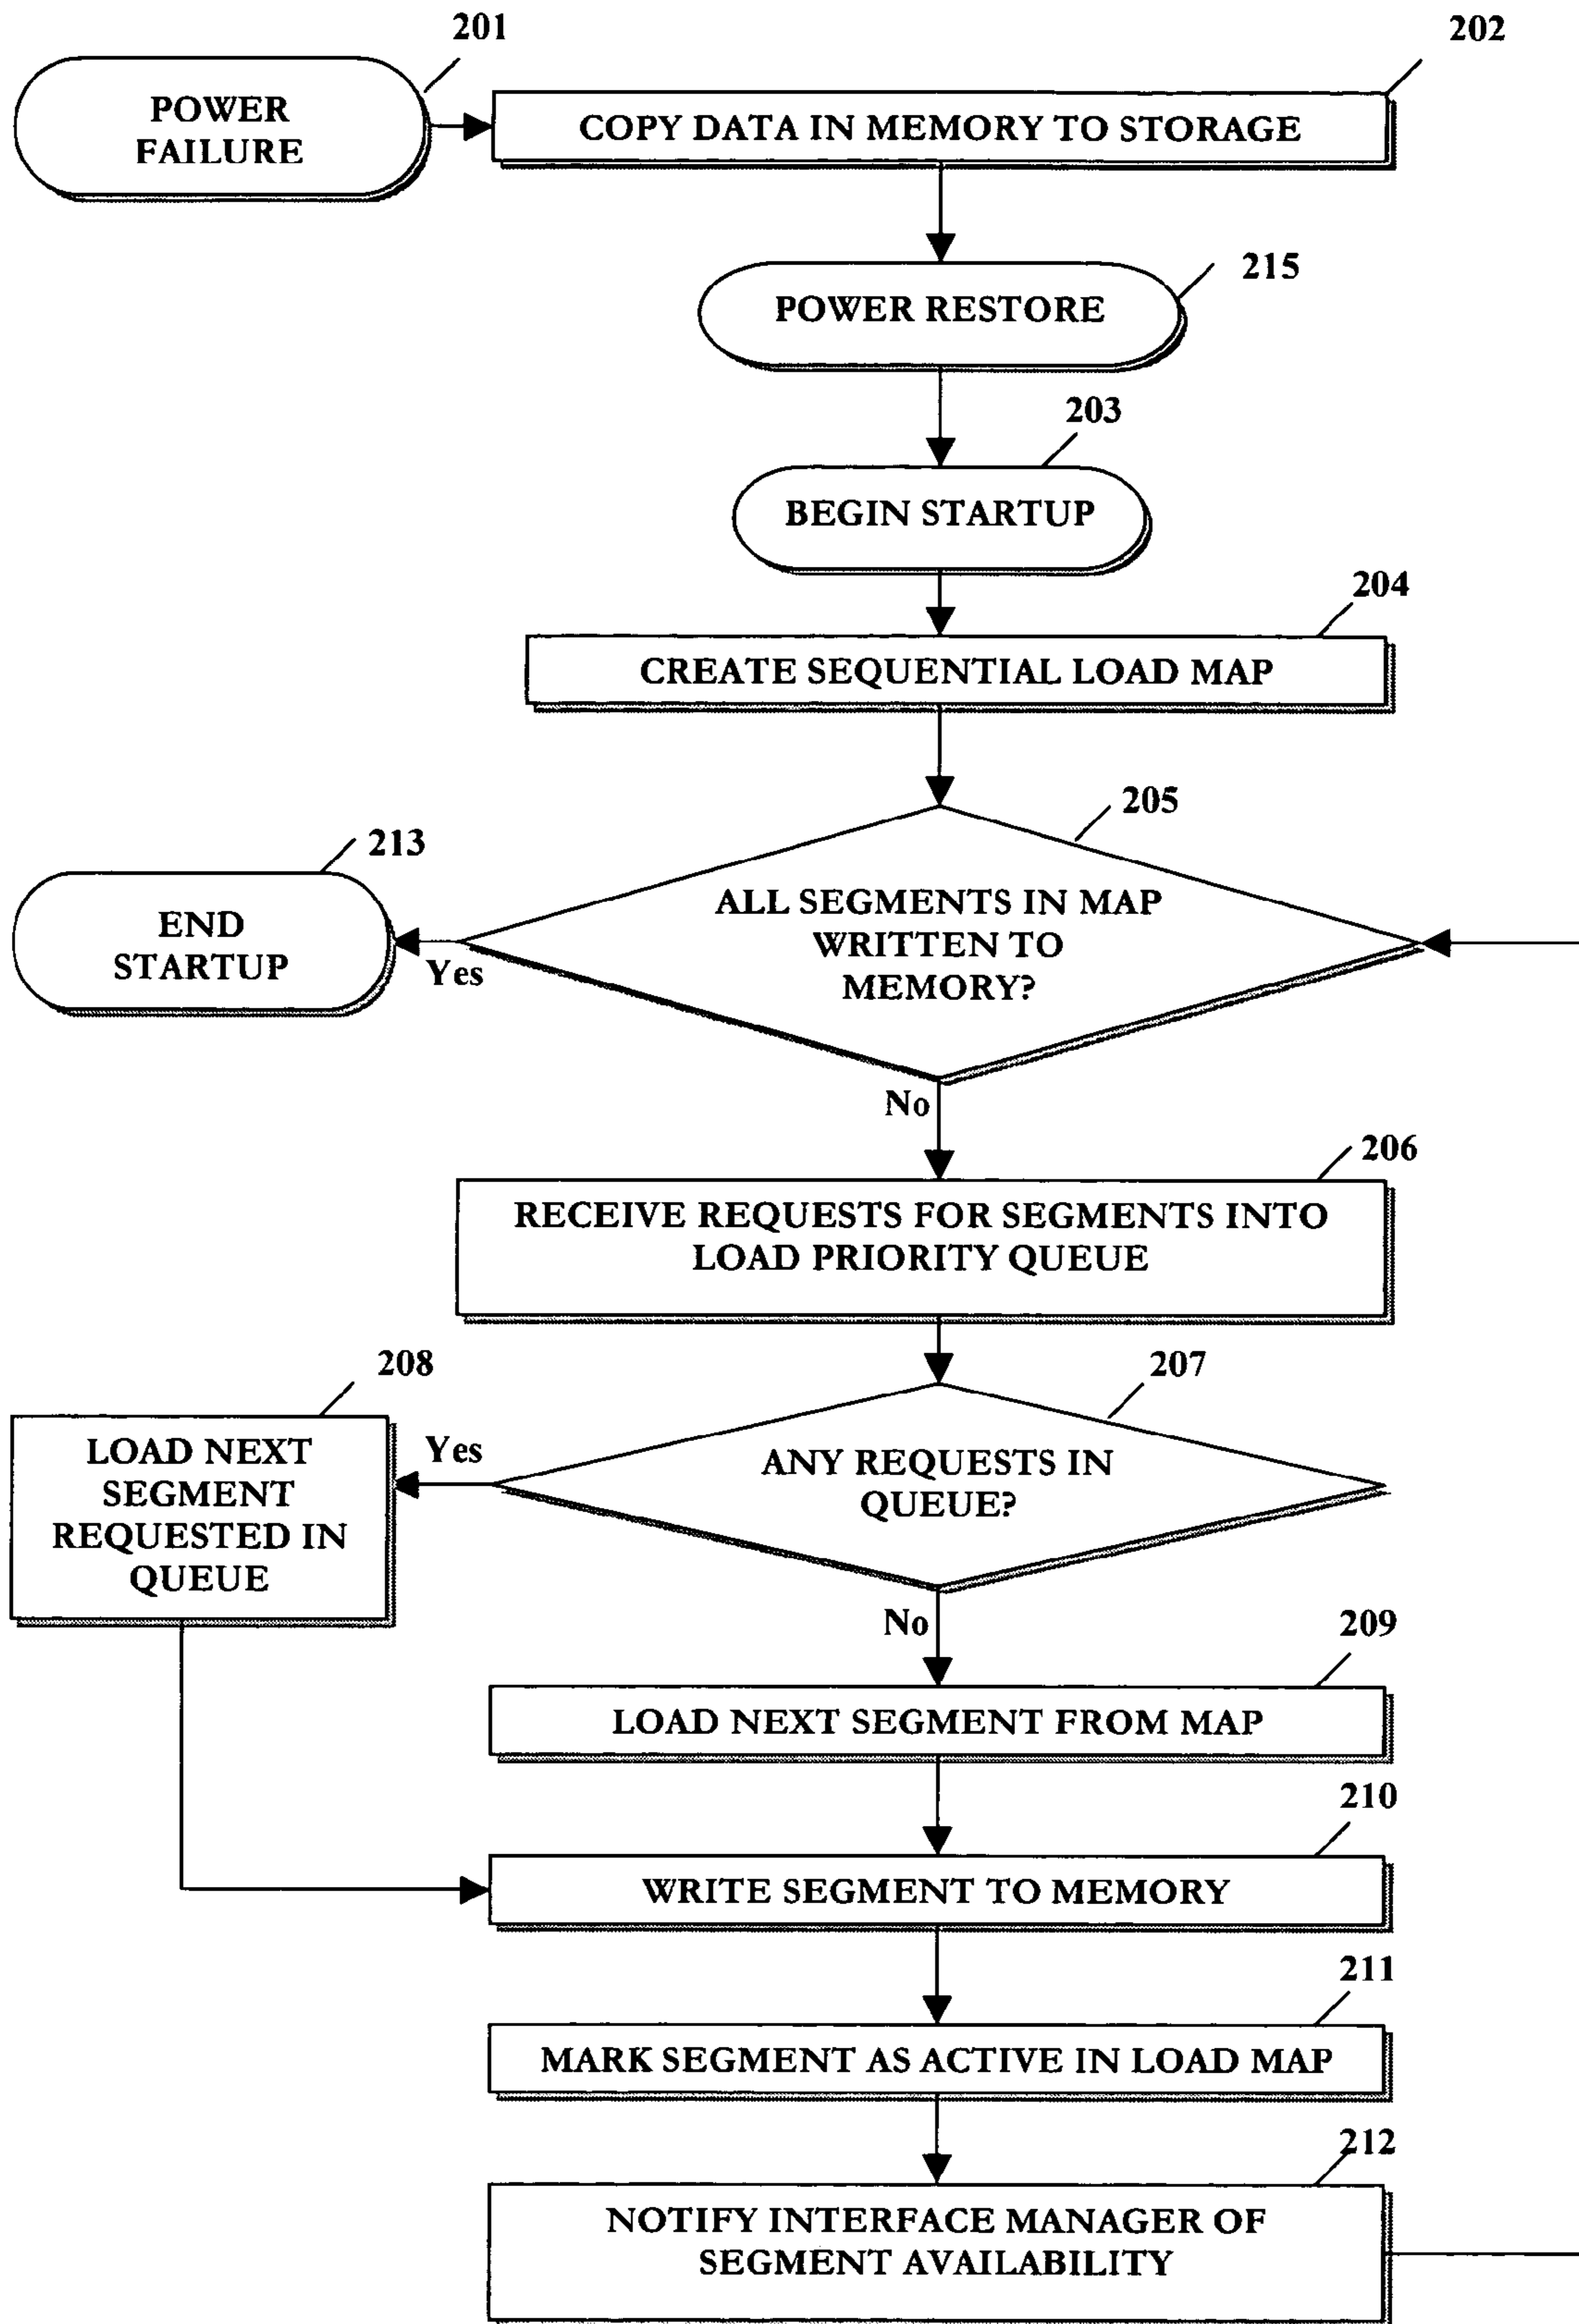 201
202
POWER
FAILURE
COPY DATA IN MEMORY TO STORAGE
215
POWER RESTORE
203
BEGIN STARTUP
204
CREATE SEQUENTIAL LOAD MAP
205
213
ALL SEGMENTS IN MAP
WRITTEN TO
MEMORY?
END
STARTUP
Yes
No
206
RECEIVE REQUESTS FOR SEGMENTS INTO
LOAD PRIORITY QUEUE
208
207
LOAD NEXT
SEGMENT
REQUESTED IN
QUEUE
Yes
ANY REQUESTS IN
QUEUE?
No
209
LOAD NEXT SEGMENT FROM MAP
210
WRITE SEGMENT TO MEMORY
211
MARK SEGMENT AS ACTIVE IN LOAD MAP
212
NOTIFY INTERFACE MANAGER OF
SEGMENT AVAILABILITY